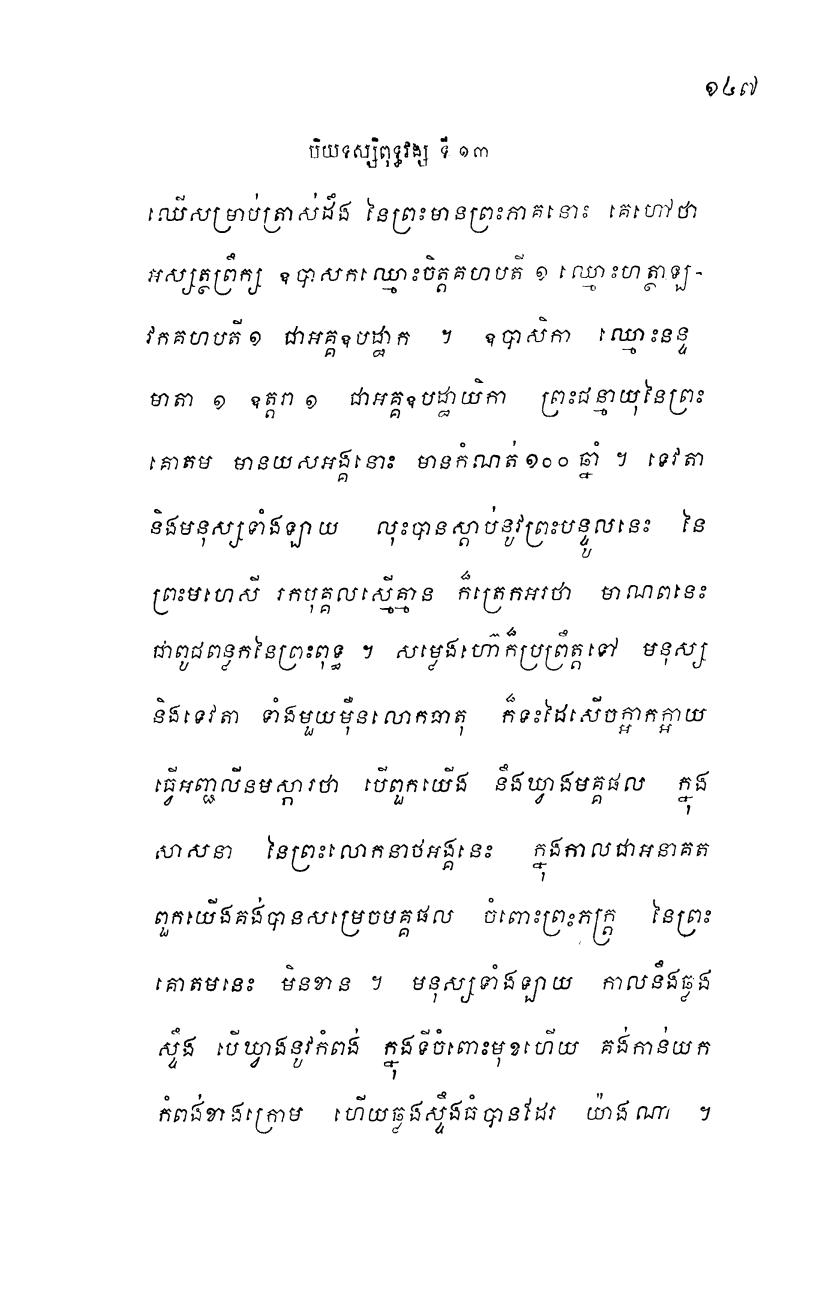 ១៤៧
បិយទស្សិពុទ្ធវង្ស ទី ១៣
ឈើសម្រាប់ត្រាស់ដឹង នៃព្រះមានព្រះភាគនោះ គេហៅថា
អស្សត្ថព្រឹក្ស ឧបាសកឈ្មោះចិត្តគហបតី ១ ឈ្មោះហត្ថាឡ-
វកគហបតី ១ ជាអគ្គឧបដ្ឋាក ។ ឧបាសិកា ឈ្មោះនន្ទ
មាតា ១ ឧត្តរា ១ ជាអគ្គឧបដ្ឋាយិកា ព្រះជន្មាយុនៃព្រះ
គោតម មានយសអង្គនោះ មានកំណត់ ១០០ ឆ្នាំ ។ ទេវតា
និងមនុស្សទាំងឡាយ លុះបានស្តាប់នូវព្រះបន្ទូលនេះ នៃ
ព្រះមហេសី រកបុគ្គលស្មើគ្មាន ក៏ត្រេកអរថា មាណពនេះ
ជាពូជពន្លកនៃព្រះពុទ្ធ ។ សម្លេងហ៊ោក៏ប្រព្រឹត្តទៅ មនុស្ស
និងទេវតា ទាំងមួយម៉ឺនលោកធាតុ ក៏ទះដៃសើចក្អាកក្អាយ
ធ្វើអញ្ជលីនមស្ការថា បើពួកយើង នឹងឃ្វាងមគ្គផល ក្នុង
សាសនា នៃព្រះលោកនាថអង្គនេះ ក្នុងកាលជាអនាគត
ពួកយើងគង់បានសម្រេចមគ្គផល ចំពោះព្រះភក្ត្រ នៃព្រះ
គោតមនេះ មិនខាន ។ មនុស្សទាំងឡាយ កាលនឹងឆ្លង
ស្ទឹង បើឃ្វាងនូវកំពង់ ក្នុងទីចំពោះមុខហើយ គង់កាន់យក
កំពង់ខាងក្រោម ហើយឆ្លងស្ទឹងធំបានដែរ យ៉ាងណា ។